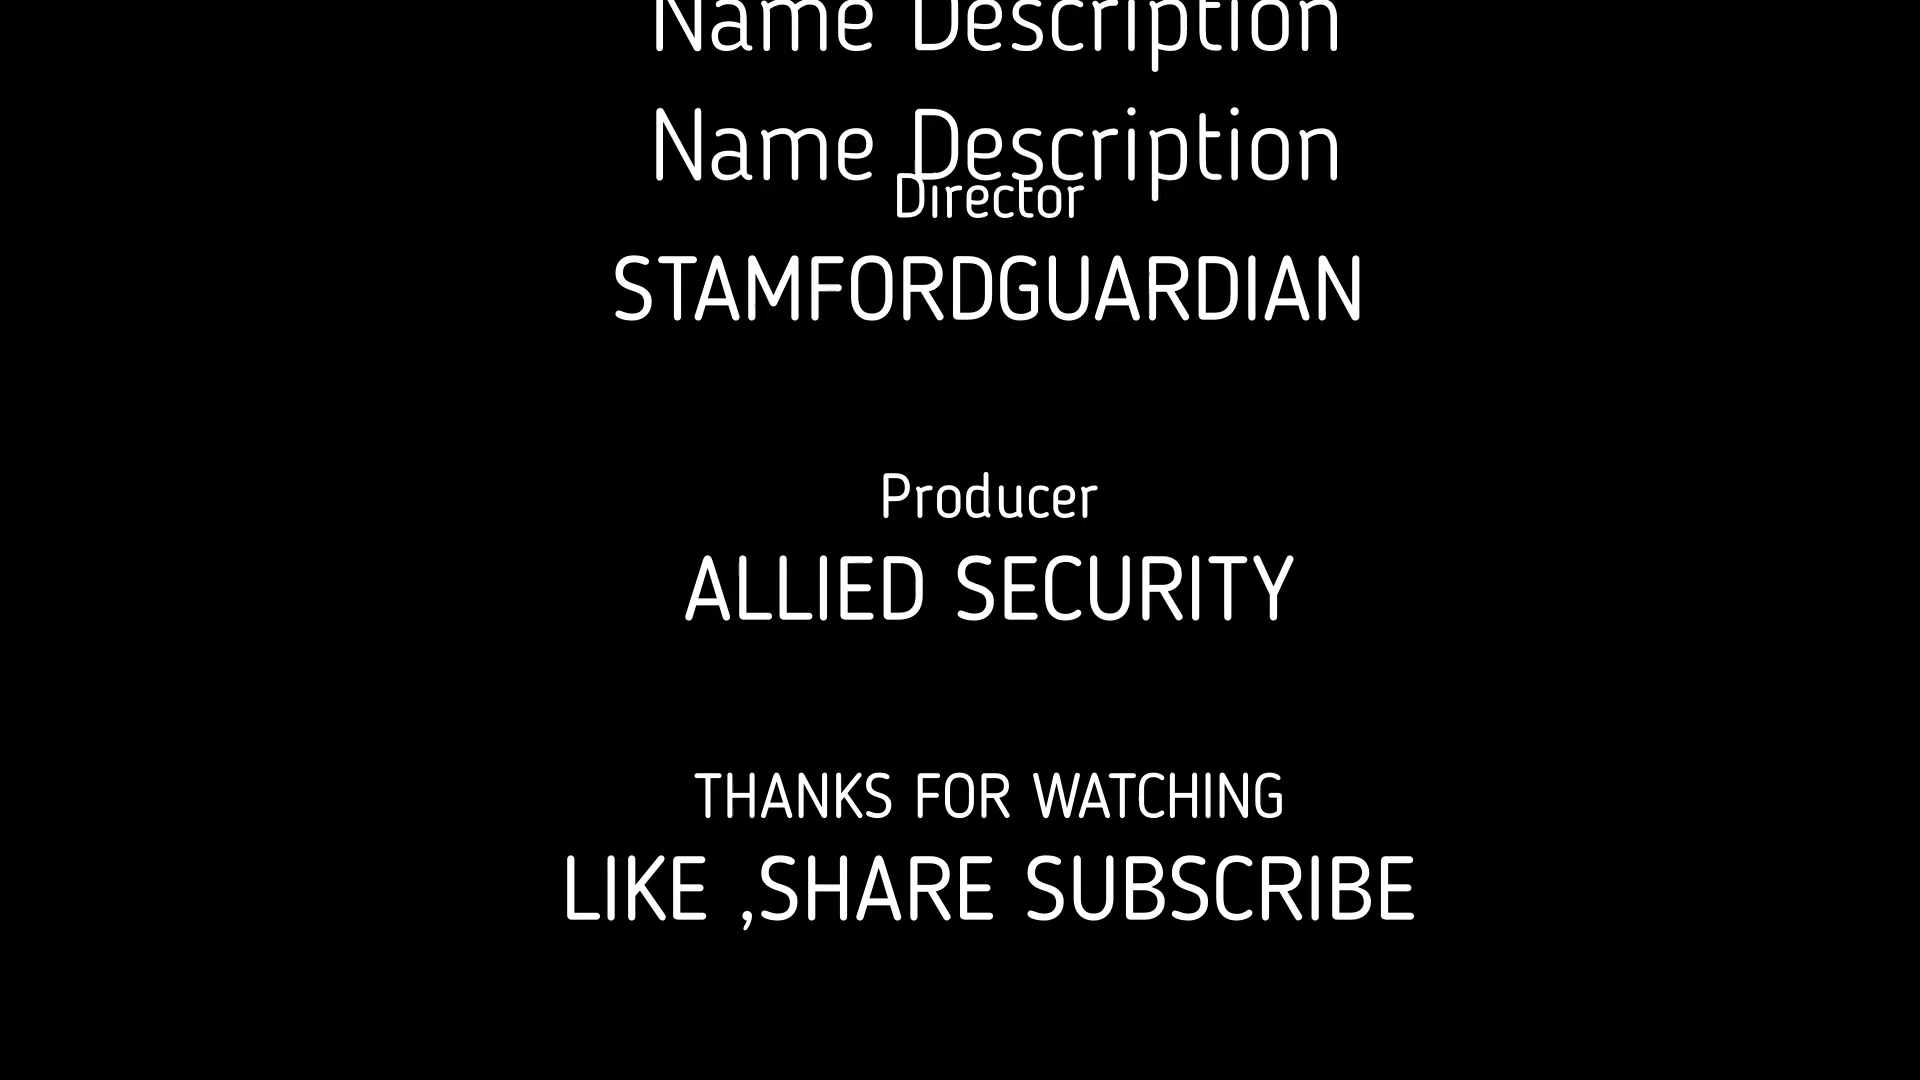 Name Description
Name Description
Director
STAMFORDGUARDIAN
Producer
ALLIED SECURITY
THANKS FOR WATCHING
LIKE ,SHARE SUBSCRIBE